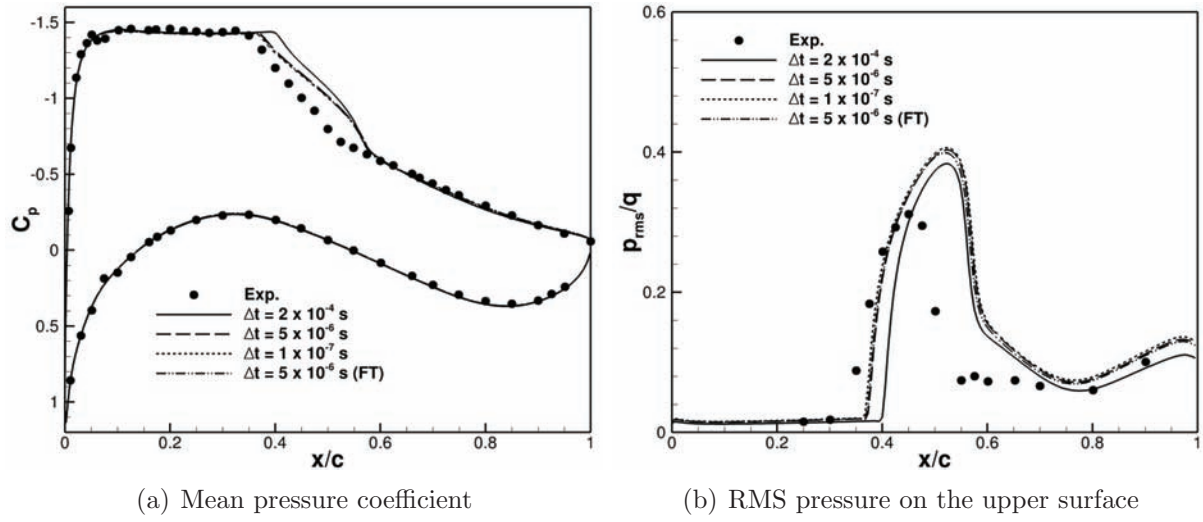 -1.5
-1
-0.5
0
0.5
1
C_p
Exp.
Δt = 2 x 10^-4 s
Δt = 5 x 10^-6 s
Δt = 1 x 10^-7 s
Δt = 5 x 10^-6 s (FT)
0 0.2 0.4 0.6 0.8 1
x/c
(a) Mean pressure coefficient
0.6
0.4
0.2
0
p_rms/q
Exp.
Δt = 2 x 10^-4 s
Δt = 5 x 10^-6 s
Δt = 1 x 10^-7 s
Δt = 5 x 10^-6 s (FT)
0 0.2 0.4 0.6 0.8 1
x/c
(b) RMS pressure on the upper surface